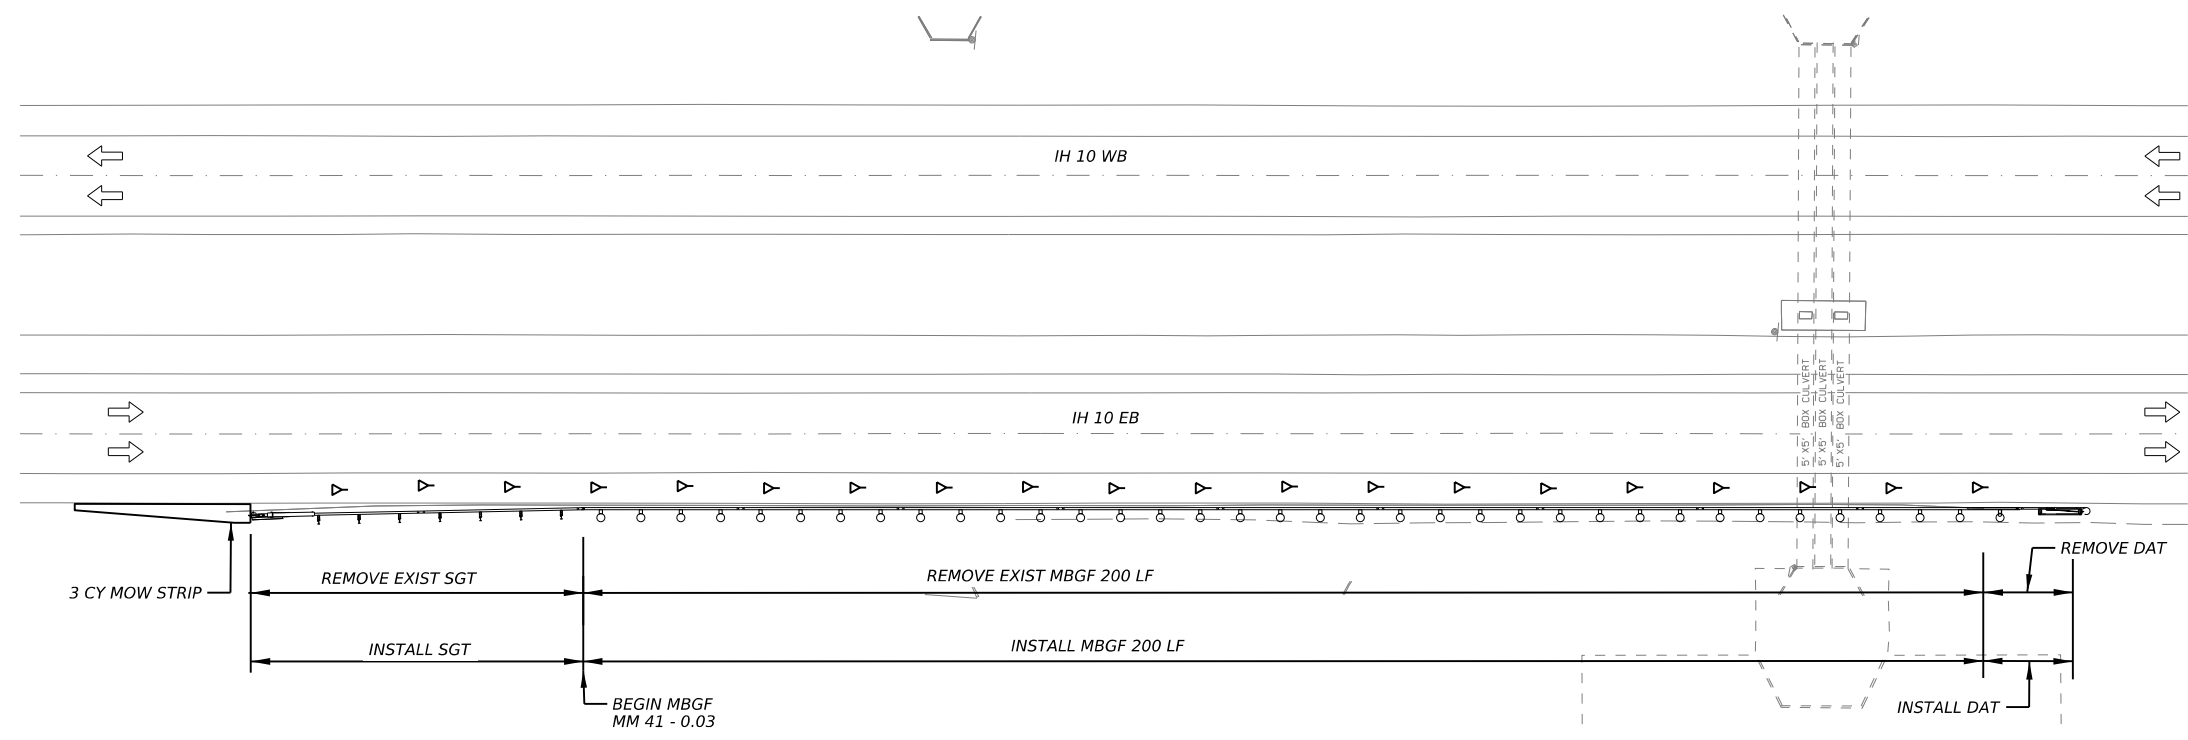 IH 10 WB
5' X5' BOX CULVERT
5' X5' BOX CULVERT
5' X5' BOX CULVERT
IH 10 EB
REMOVE DAT
REMOVE EXIST SGT
REMOVE EXIST MBGF 200 LF
3 CY MOW STRIP
INSTALL SGT
INSTALL MBGF 200 LF
BEGIN MBGF
MM 41 - 0.03
INSTALL DAT